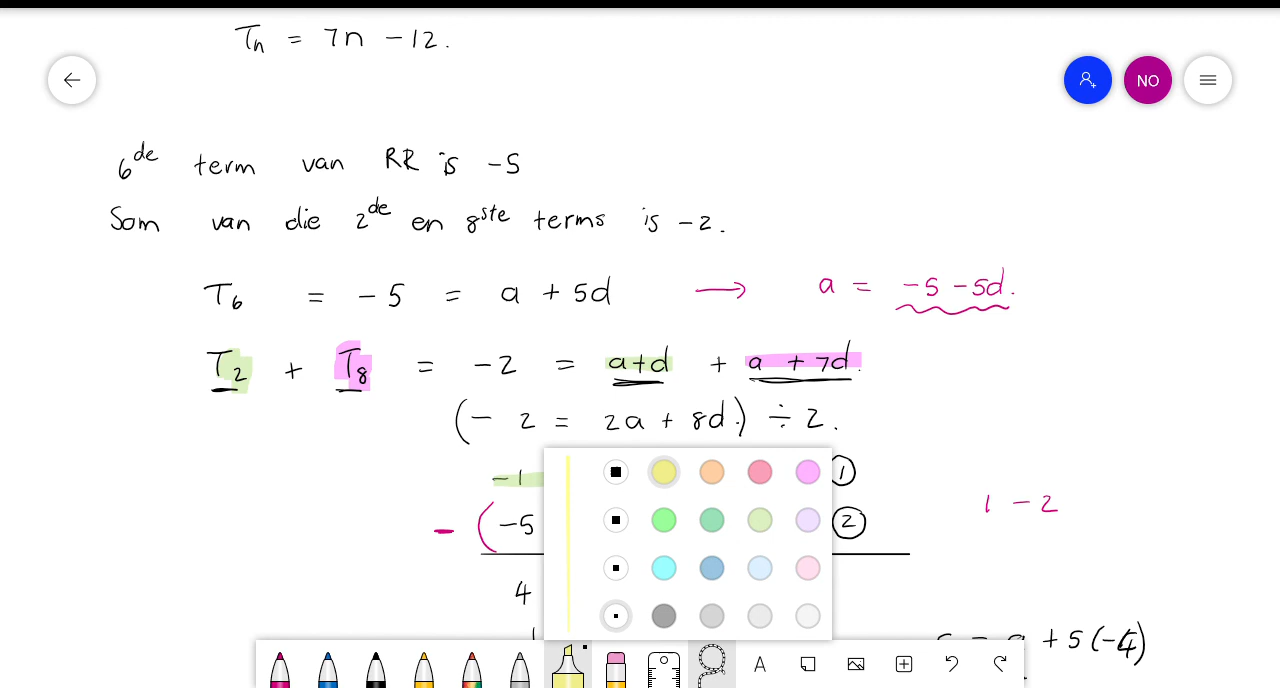 Tn = 7n - 12.
NO
6de term van RR is -5
Som van die 2de en 8ste terms is -2.
T6 = -5 = a + 5d → a = -5 - 5d.
T2 + T8 = -2 = a+d + a + 7d.
(- 2 = 2a + 8d.) ÷ 2.
-1 1
- (-5 2
1 - 2
4
= a + 5(-4)
A